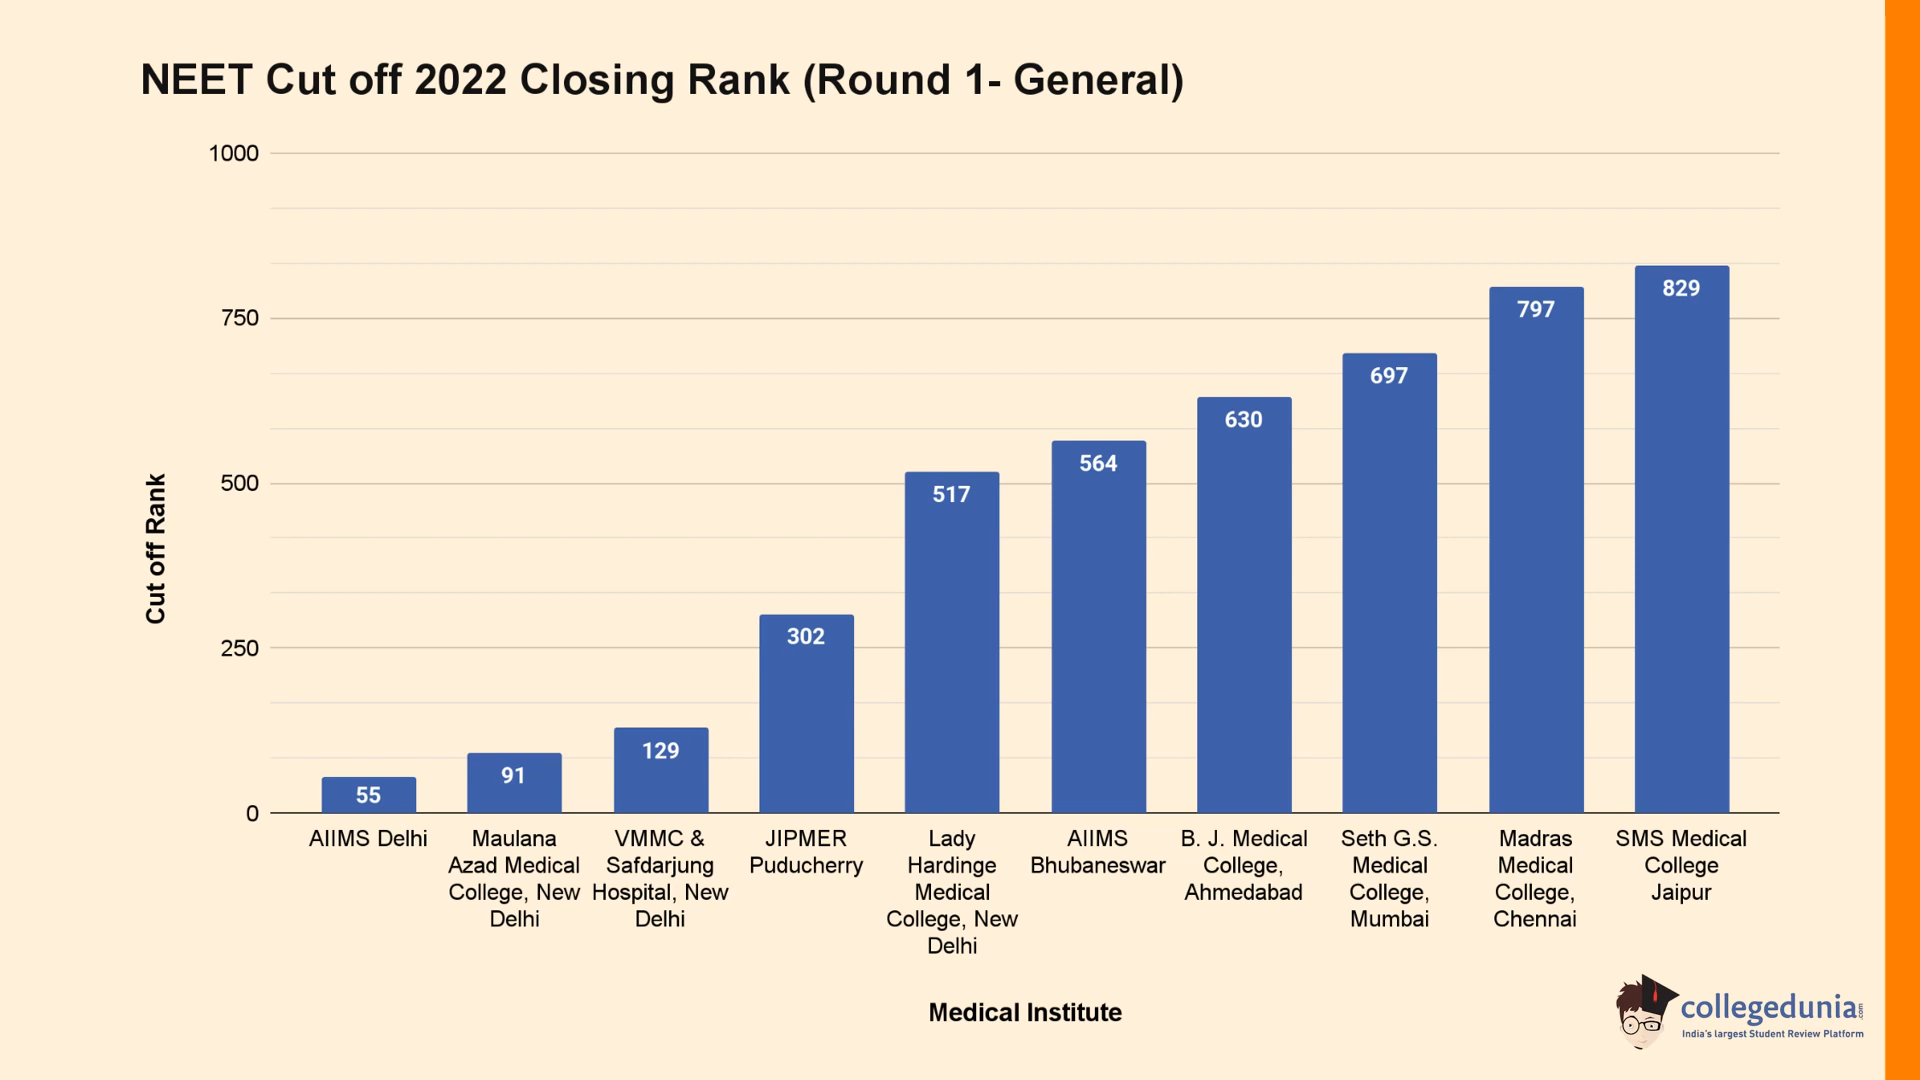 NEET Cut off 2022 Closing Rank (Round 1- General)
1000
750
500
250
0
Cut off Rank
55
91
129
302
517
564
630
697
797
829
AIIMS Delhi
Maulana
Azad Medical
College, New
Delhi
VMMC &
Safdarjung
Hospital, New
Delhi
JIPMER
Puducherry
Lady
Hardinge
Medical
College, New
Delhi
AIIMS
Bhubaneswar
B. J. Medical
College,
Ahmedabad
Seth G.S.
Medical
College,
Mumbai
Madras
Medical
College,
Chennai
SMS Medical
College
Jaipur
Medical Institute
collegedunia.com
India's largest Student Review Platform